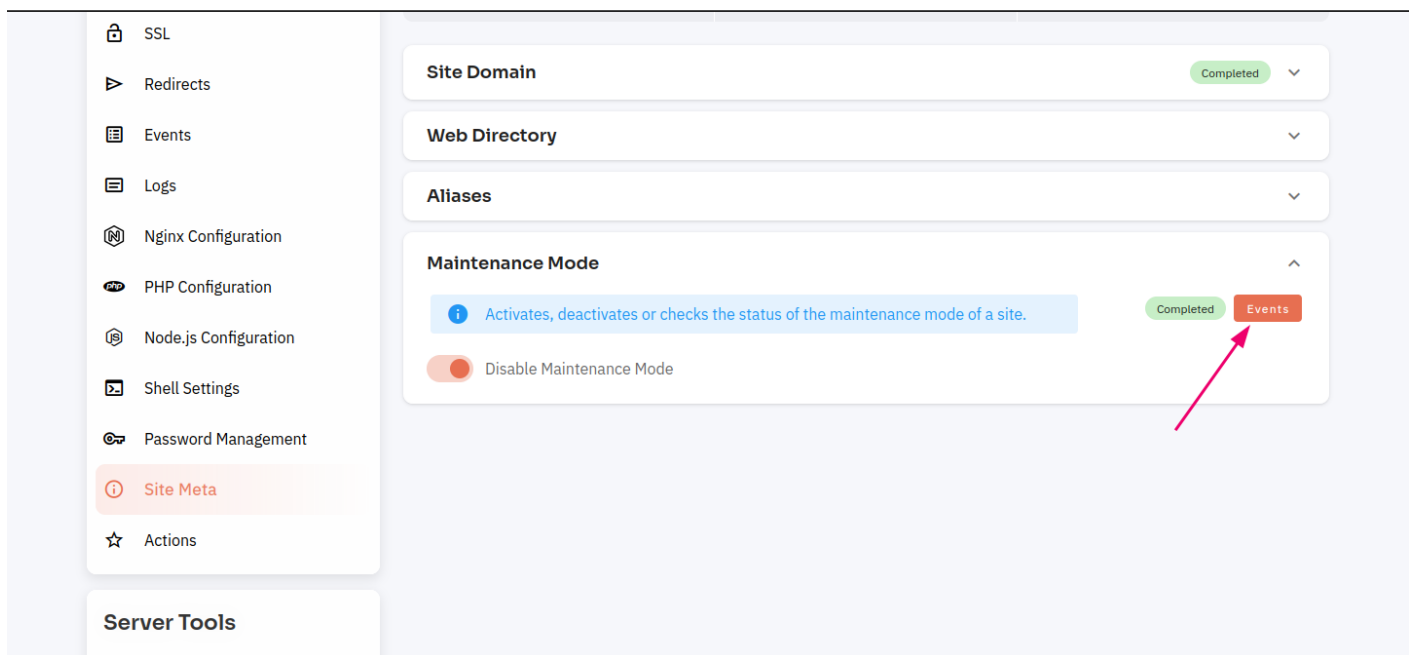 SSL
Redirects
Events
Logs
Nginx Configuration
php PHP Configuration
JS Node.js Configuration
Shell Settings
Password Management
Site Meta
Actions
Server Tools
Site Domain
Completed
Web Directory
Aliases
Maintenance Mode
Activates, deactivates or checks the status of the maintenance mode of a site.
Completed Events
Disable Maintenance Mode